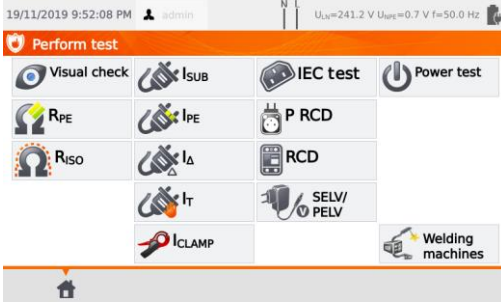 19/11/2019 9:52:08 PM admin N L ULN=241.2 V UNPE=0.7 V f=50.0 Hz
Perform test
Visual check ISUB IEC test Power test
RPE IPE P RCD
RISO IΔ RCD
IT SELV/
V PELV
ICLAMP Welding
machines